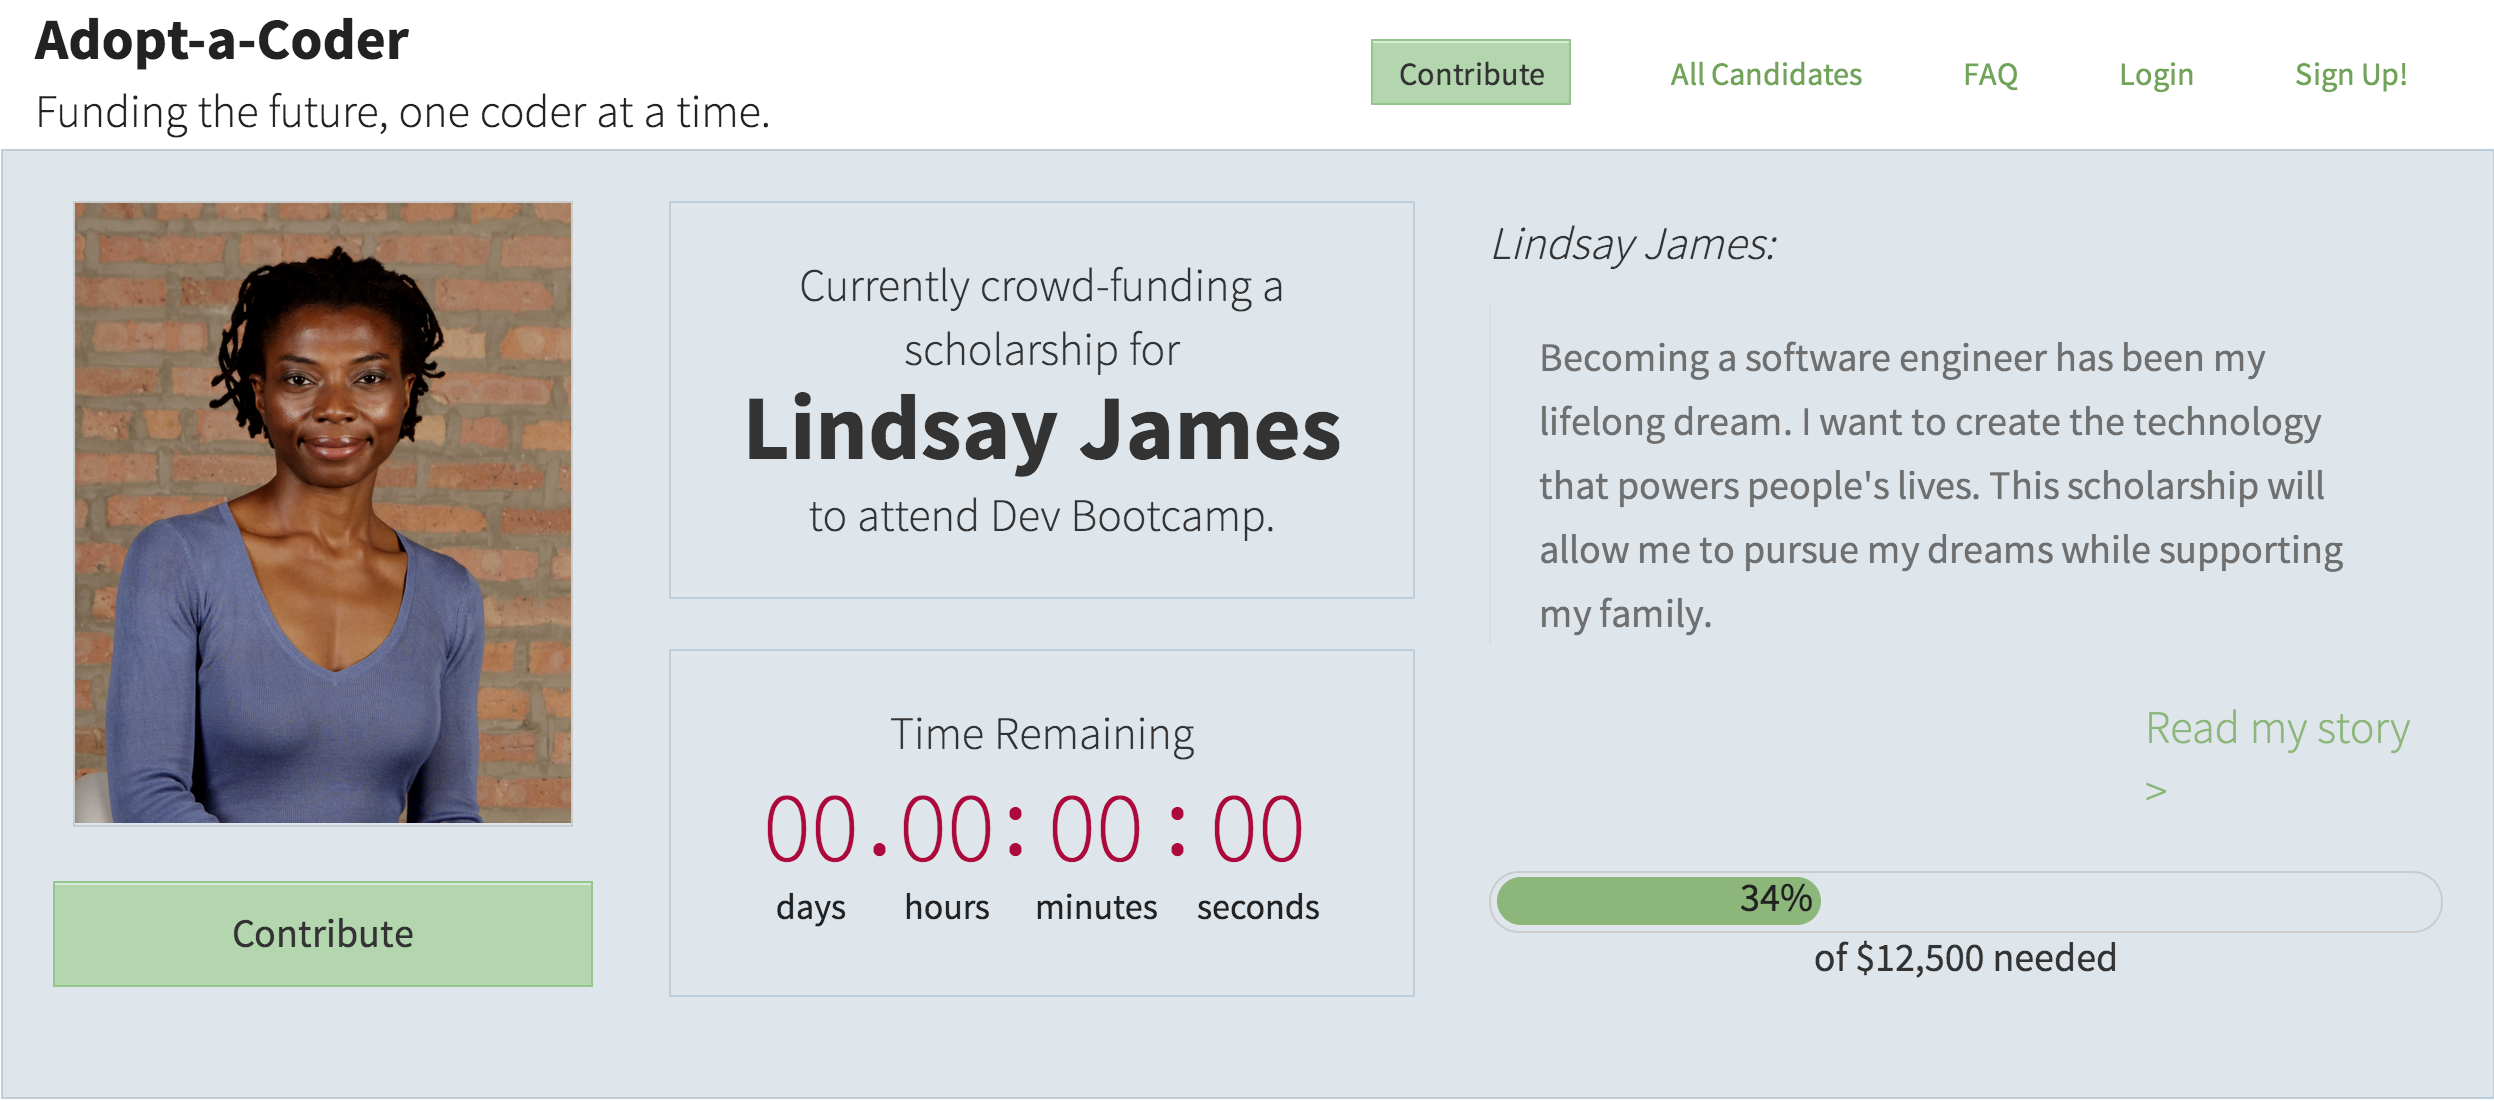 Adopt-a-Coder
Funding the future, one coder at a time.
Contribute
All Candidates
FAQ
Login
Sign Up!
Currently crowd-funding a
scholarship for
Lindsay James
to attend Dev Bootcamp.
Time Remaining
00.00:00:00
days hours minutes seconds
Contribute
Lindsay James:
Becoming a software engineer has been my
lifelong dream. I want to create the technology
that powers people's lives. This scholarship will
allow me to pursue my dreams while supporting
my family.
Read my story
>
34%
of $12,500 needed